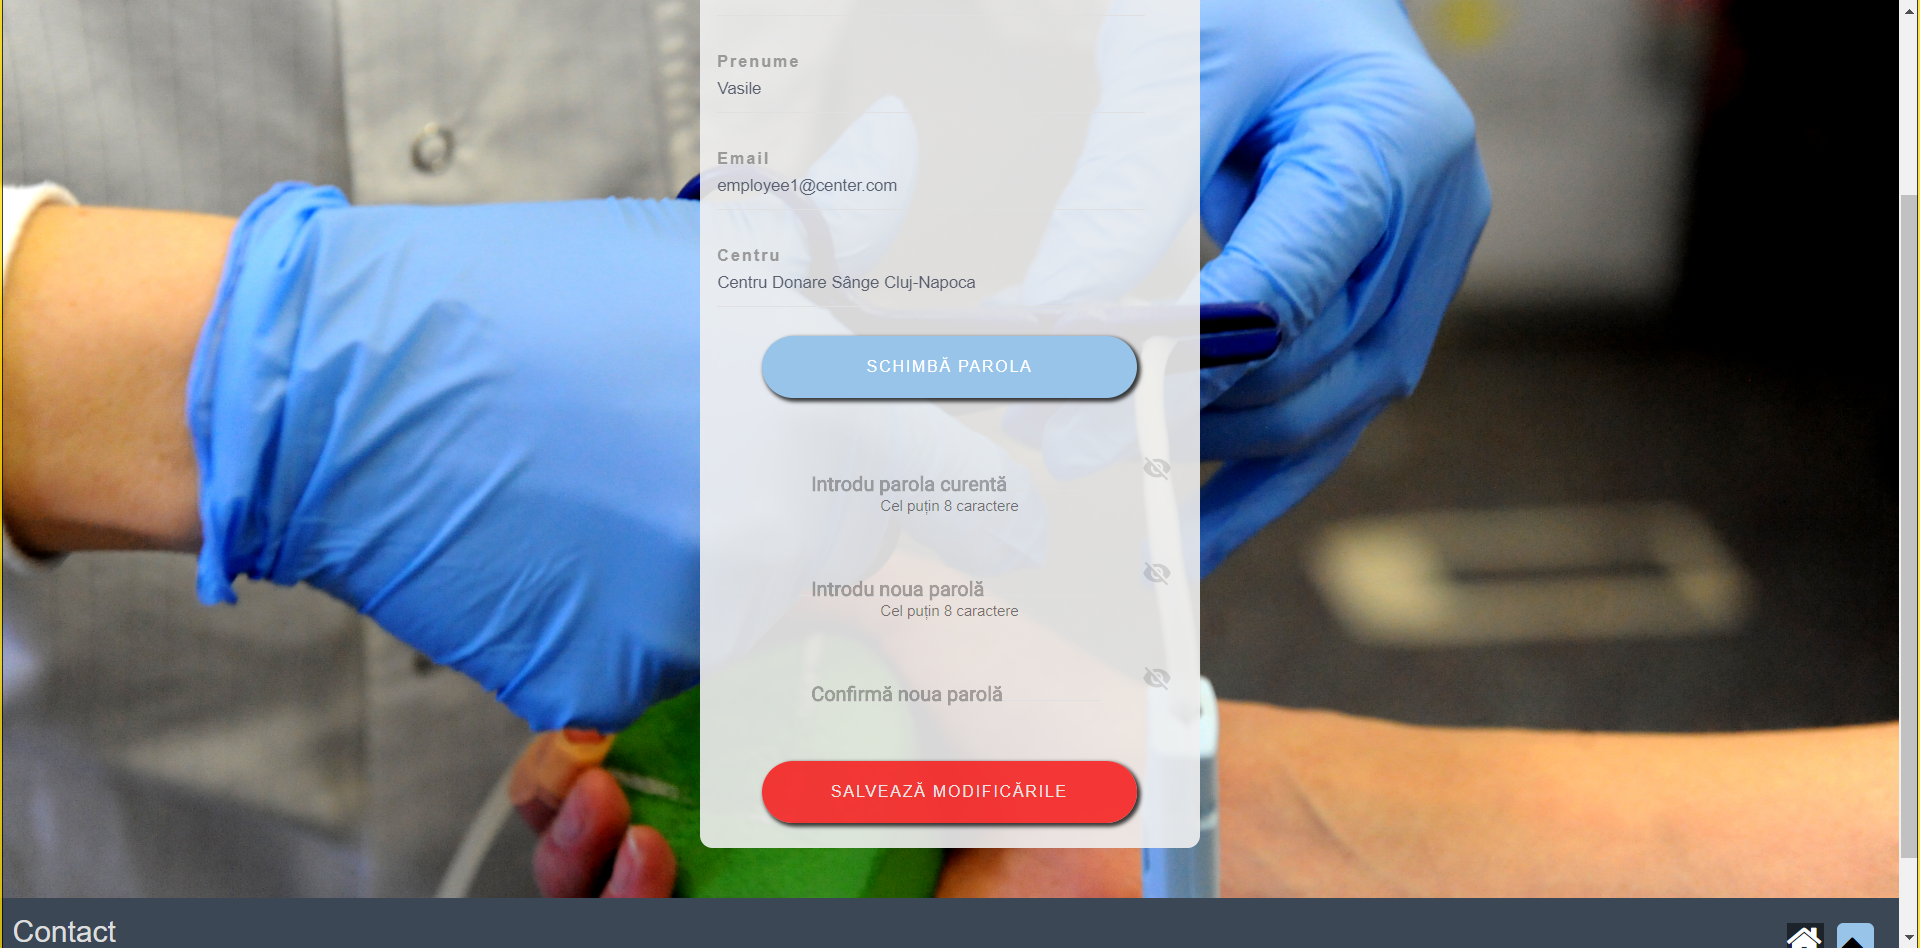 Prenume
Vasile
Email
employee1@center.com
Centru
Centru Donare Sânge Cluj-Napoca
SCHIMBĂ PAROLA
Introdu parola curentă
Cel puțin 8 caractere
Introdu noua parolă
Cel puțin 8 caractere
Confirmă noua parolă
SALVEAZĂ MODIFICĂRILE
Contact